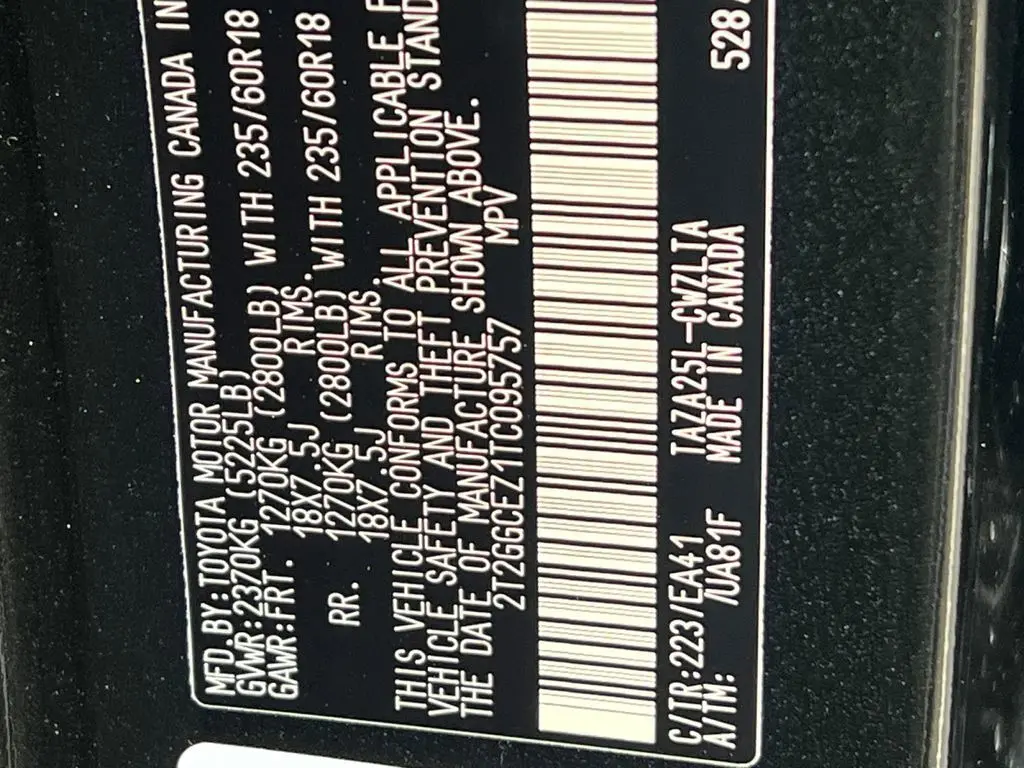 MFD.BY:TOYOTA MOTOR MANUFACTURING CANADA IN
GVWR:2370KG (5225LB)
GAWR:FRT. 1270KG (2800LB) WITH 235/60R18
18X7.5J RIMS.
RR. 1270KG (2800LB) WITH 235/60R18
18X7.5J RIMS.
THIS VEHICLE CONFORMS TO ALL APPLICABLE F
VEHICLE SAFETY AND THEFT PREVENTION STAND
THE DATE OF MANUFACTURE SHOWN ABOVE.
2T2GGCEZ1TC095757 MPV
C/TR:223/EA41 TAZA25L-CWZLTA
A/TM: /UA81F MADE IN CANADA 528